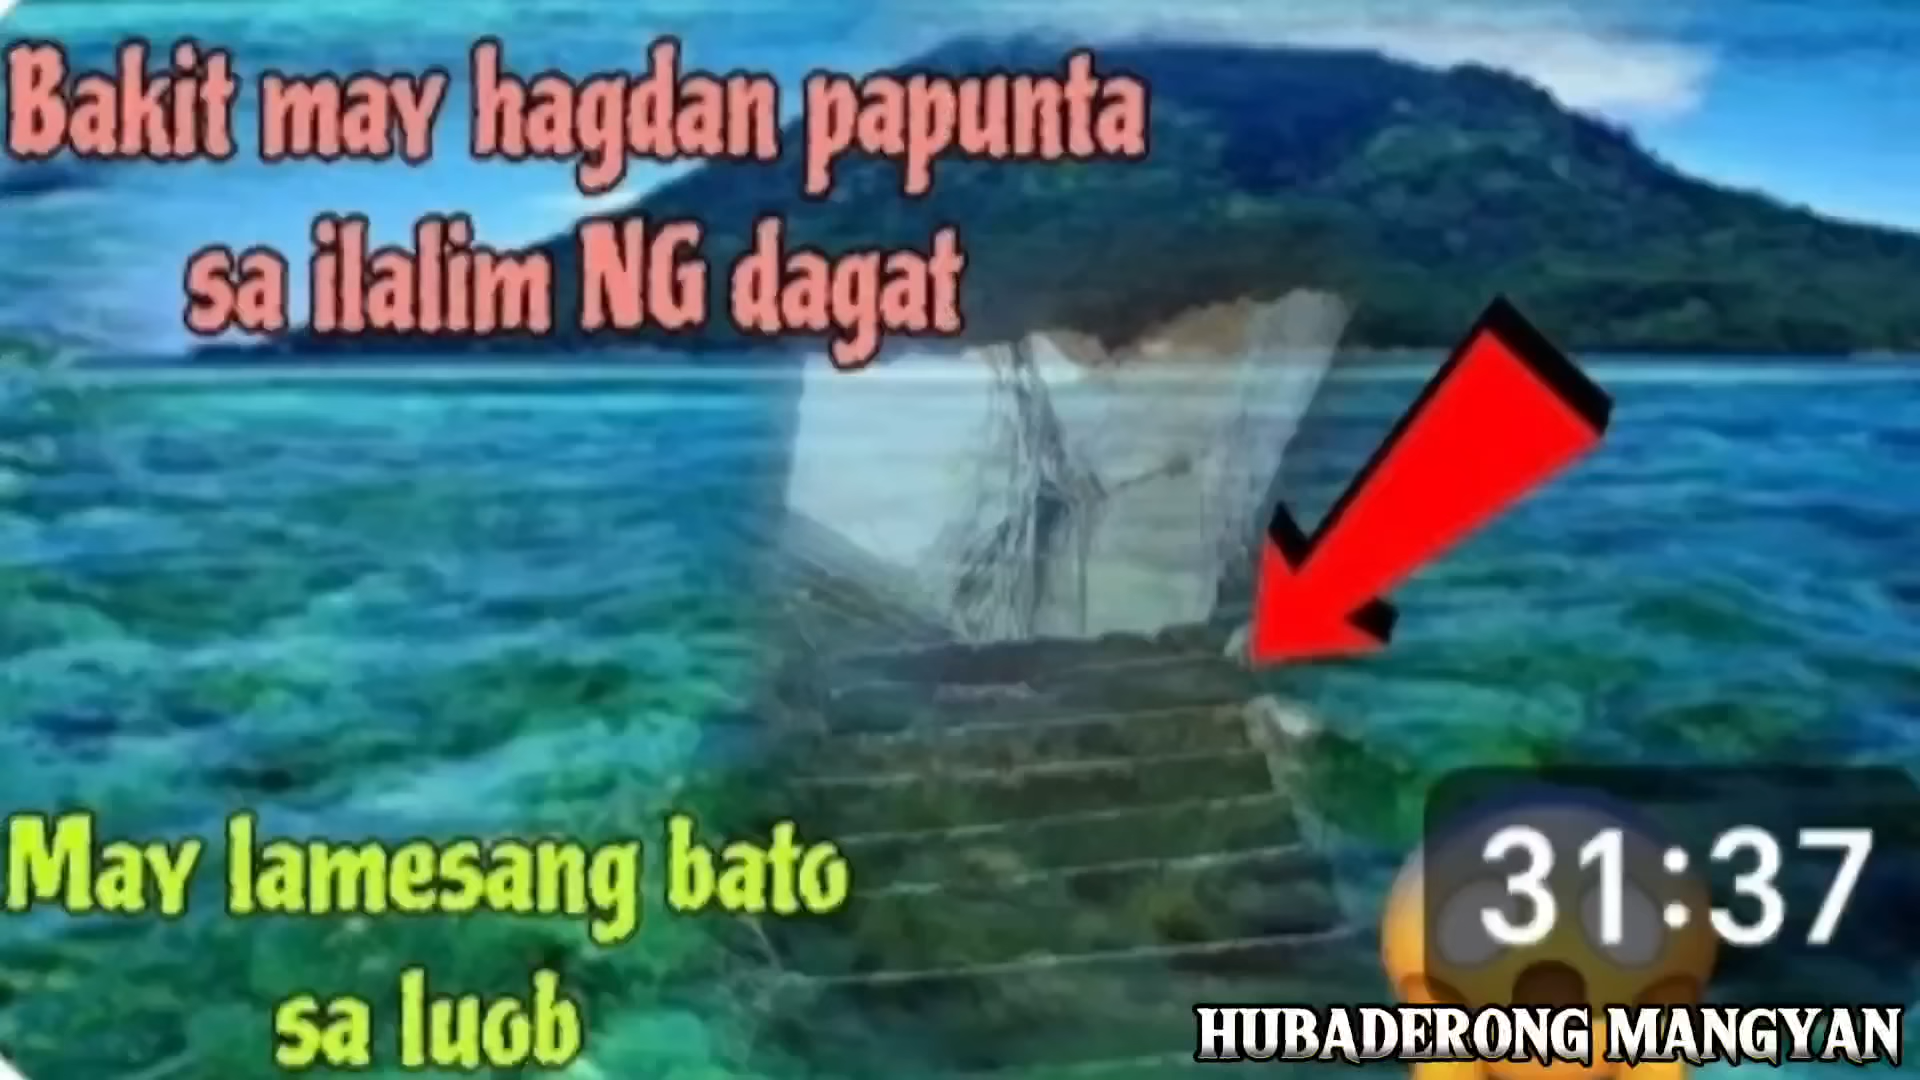 Bakit may hagdan papunta
sa ilalim NG dagat
May lamesang bato
sa luob
31:37
HUBADERONG MANGYAN